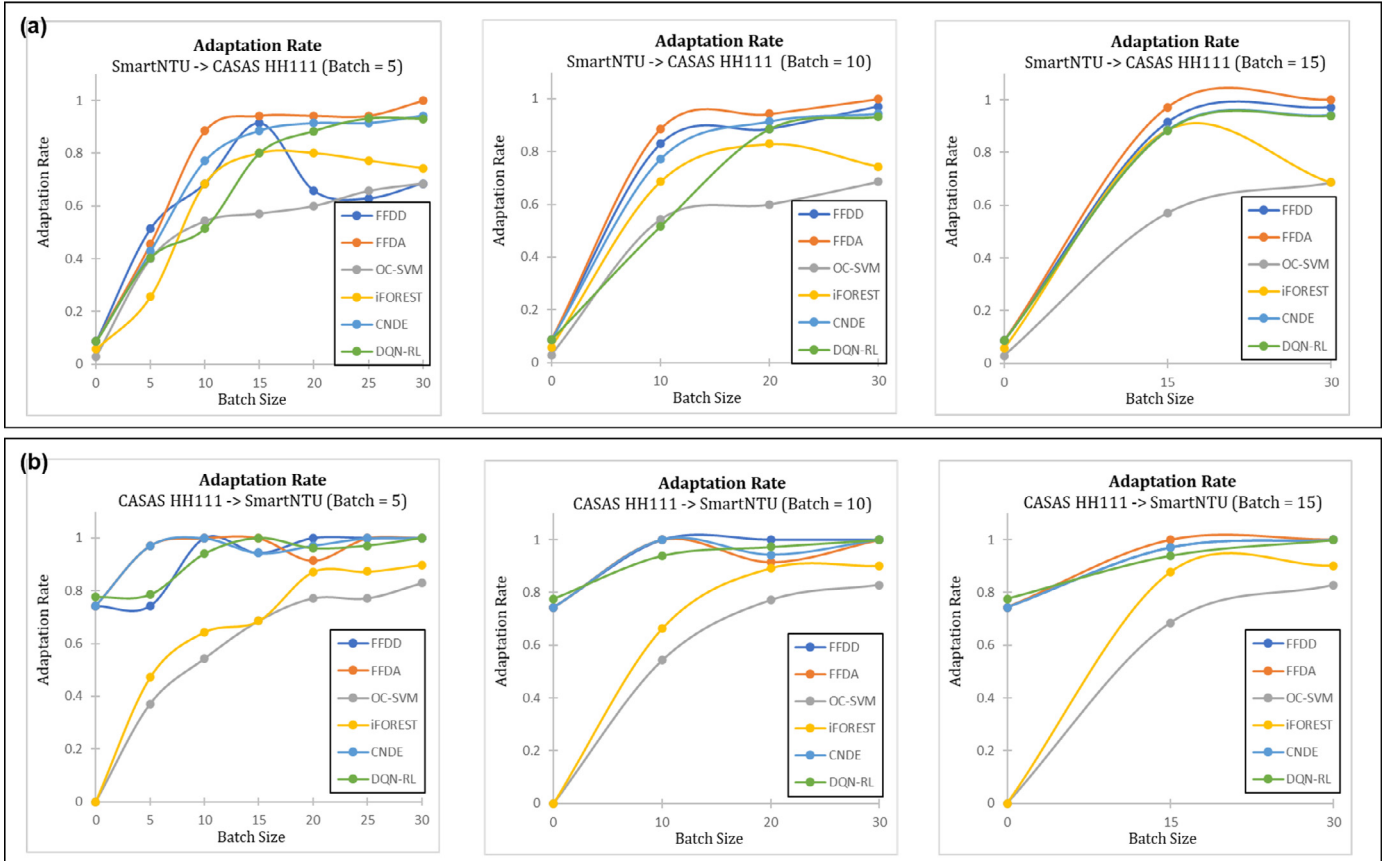 (a)
Adaptation Rate
SmartNTU -> CASAS HH111 (Batch = 5)
Adaptation Rate
1
0.8
0.6
0.4
0.2
0
0 5 10 15 20 25 30
Batch Size
FFDD
FFDA
OC-SVM
iFOREST
CNDE
DQN-RL
Adaptation Rate
SmartNTU -> CASAS HH111 (Batch = 10)
Adaptation Rate
1
0.8
0.6
0.4
0.2
0
0 10 20 30
Batch Size
FFDD
FFDA
OC-SVM
iFOREST
CNDE
DQN-RL
Adaptation Rate
SmartNTU -> CASAS HH111 (Batch = 15)
Adaptation Rate
1
0.8
0.6
0.4
0.2
0
0 15 30
Batch Size
FFDD
FFDA
OC-SVM
iFOREST
CNDE
DQN-RL
(b)
Adaptation Rate
CASAS HH111 -> SmartNTU (Batch = 5)
Adaptation Rate
1
0.8
0.6
0.4
0.2
0
0 5 10 15 20 25 30
Batch Size
FFDD
FFDA
OC-SVM
iFOREST
CNDE
DQN-RL
Adaptation Rate
CASAS HH111 -> SmartNTU (Batch = 10)
Adaptation Rate
1
0.8
0.6
0.4
0.2
0
0 10 20 30
Batch Size
FFDD
FFDA
OC-SVM
iFOREST
CNDE
DQN-RL
Adaptation Rate
CASAS HH111 -> SmartNTU (Batch = 15)
Adaptation Rate
1
0.8
0.6
0.4
0.2
0
0 15 30
Batch Size
FFDD
FFDA
OC-SVM
iFOREST
CNDE
DQN-RL